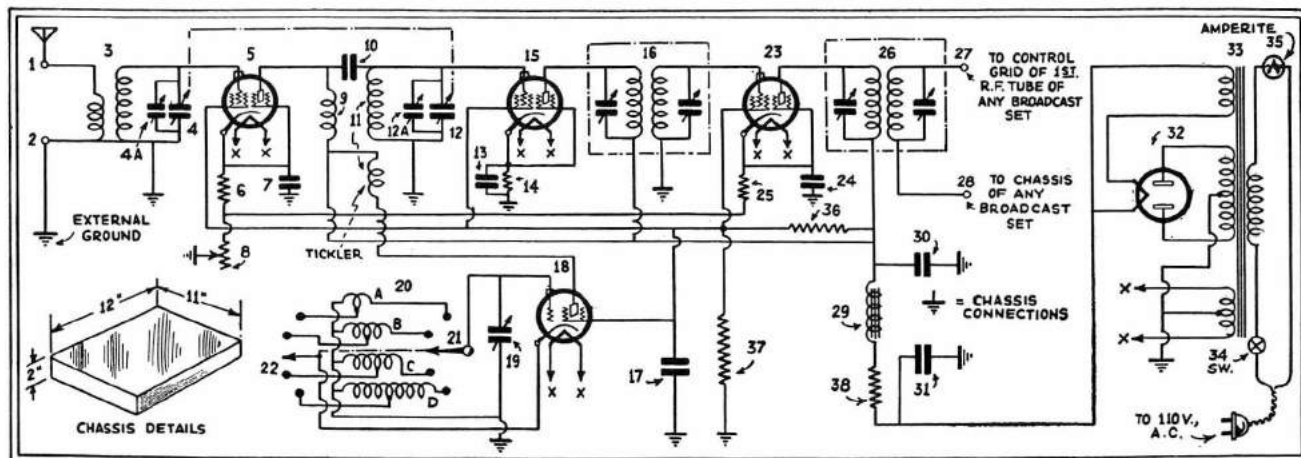 1
2
3
4A
4
5
6
7
8
9
10
11
12A
12
13
14
15
16
23
24
25
26
27
TO CONTROL
GRID OF 1ST.
R.F. TUBE OF
ANY BROADCAST
SET
28
TO CHASSIS
OF ANY
BROADCAST
SET
AMPERITE
33
35
32
34
SW.
TO 110 V.,
A.C.
X X
X X
X X
X X
X
X
EXTERNAL
GROUND
TICKLER
36
30
= CHASSIS
CONNECTIONS
29
31
38
37
17
18
19
20
21
22
A
B
C
D
12"
11"
2"
CHASSIS DETAILS